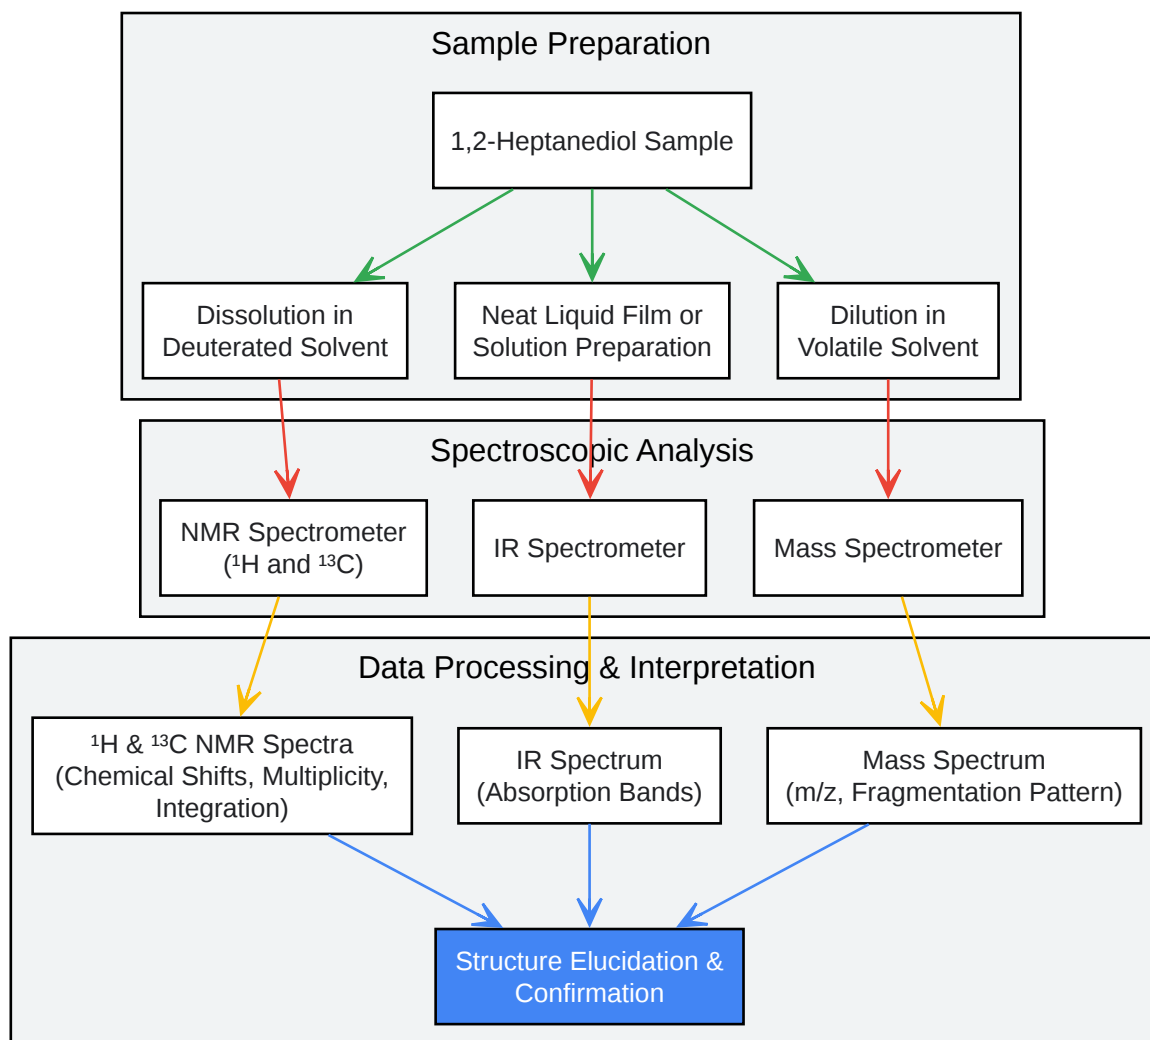 Sample Preparation
1,2-Heptanediol Sample
Dissolution in
Deuterated Solvent
Neat Liquid Film or
Solution Preparation
Dilution in
Volatile Solvent
Spectroscopic Analysis
NMR Spectrometer
(¹H and ¹³C)
IR Spectrometer
Mass Spectrometer
Data Processing & Interpretation
¹H & ¹³C NMR Spectra
(Chemical Shifts, Multiplicity,
Integration)
IR Spectrum
(Absorption Bands)
Mass Spectrum
(m/z, Fragmentation Pattern)
Structure Elucidation &
Confirmation